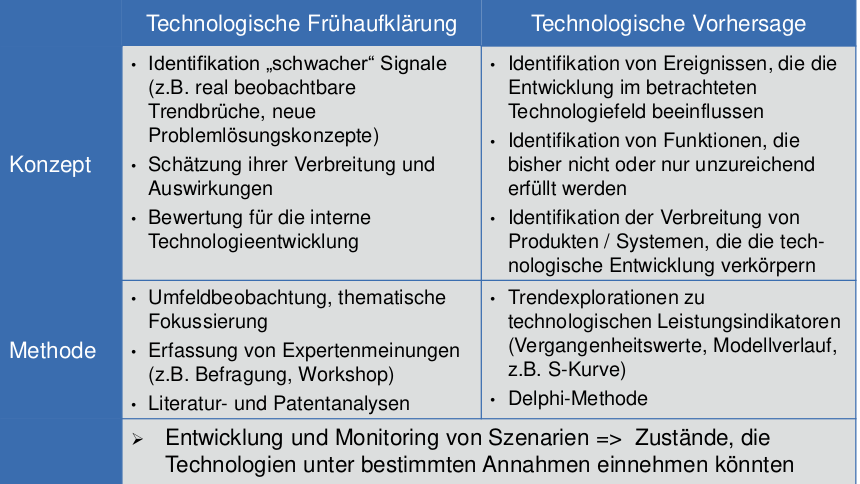 Technologische Frühaufklärung
Technologische Vorhersage
Konzept
• Identifikation „schwacher“ Signale
(z.B. real beobachtbare
Trendbrüche, neue
Problemlösungskonzepte)
• Schätzung ihrer Verbreitung und
Auswirkungen
• Bewertung für die interne
Technologieentwicklung
• Identifikation von Ereignissen, die die
Entwicklung im betrachteten
Technologiefeld beeinflussen
• Identifikation von Funktionen, die
bisher nicht oder nur unzureichend
erfüllt werden
• Identifikation der Verbreitung von
Produkten / Systemen, die die tech-
nologische Entwicklung verkörpern
Methode
• Umfeldbeobachtung, thematische
Fokussierung
• Erfassung von Expertenmeinungen
(z.B. Befragung, Workshop)
• Literatur- und Patentanalysen
• Trendexplorationen zu
technologischen Leistungsindikatoren
(Vergangenheitswerte, Modellverlauf,
z.B. S-Kurve)
• Delphi-Methode
➢ Entwicklung und Monitoring von Szenarien => Zustände, die
Technologien unter bestimmten Annahmen einnehmen könnten